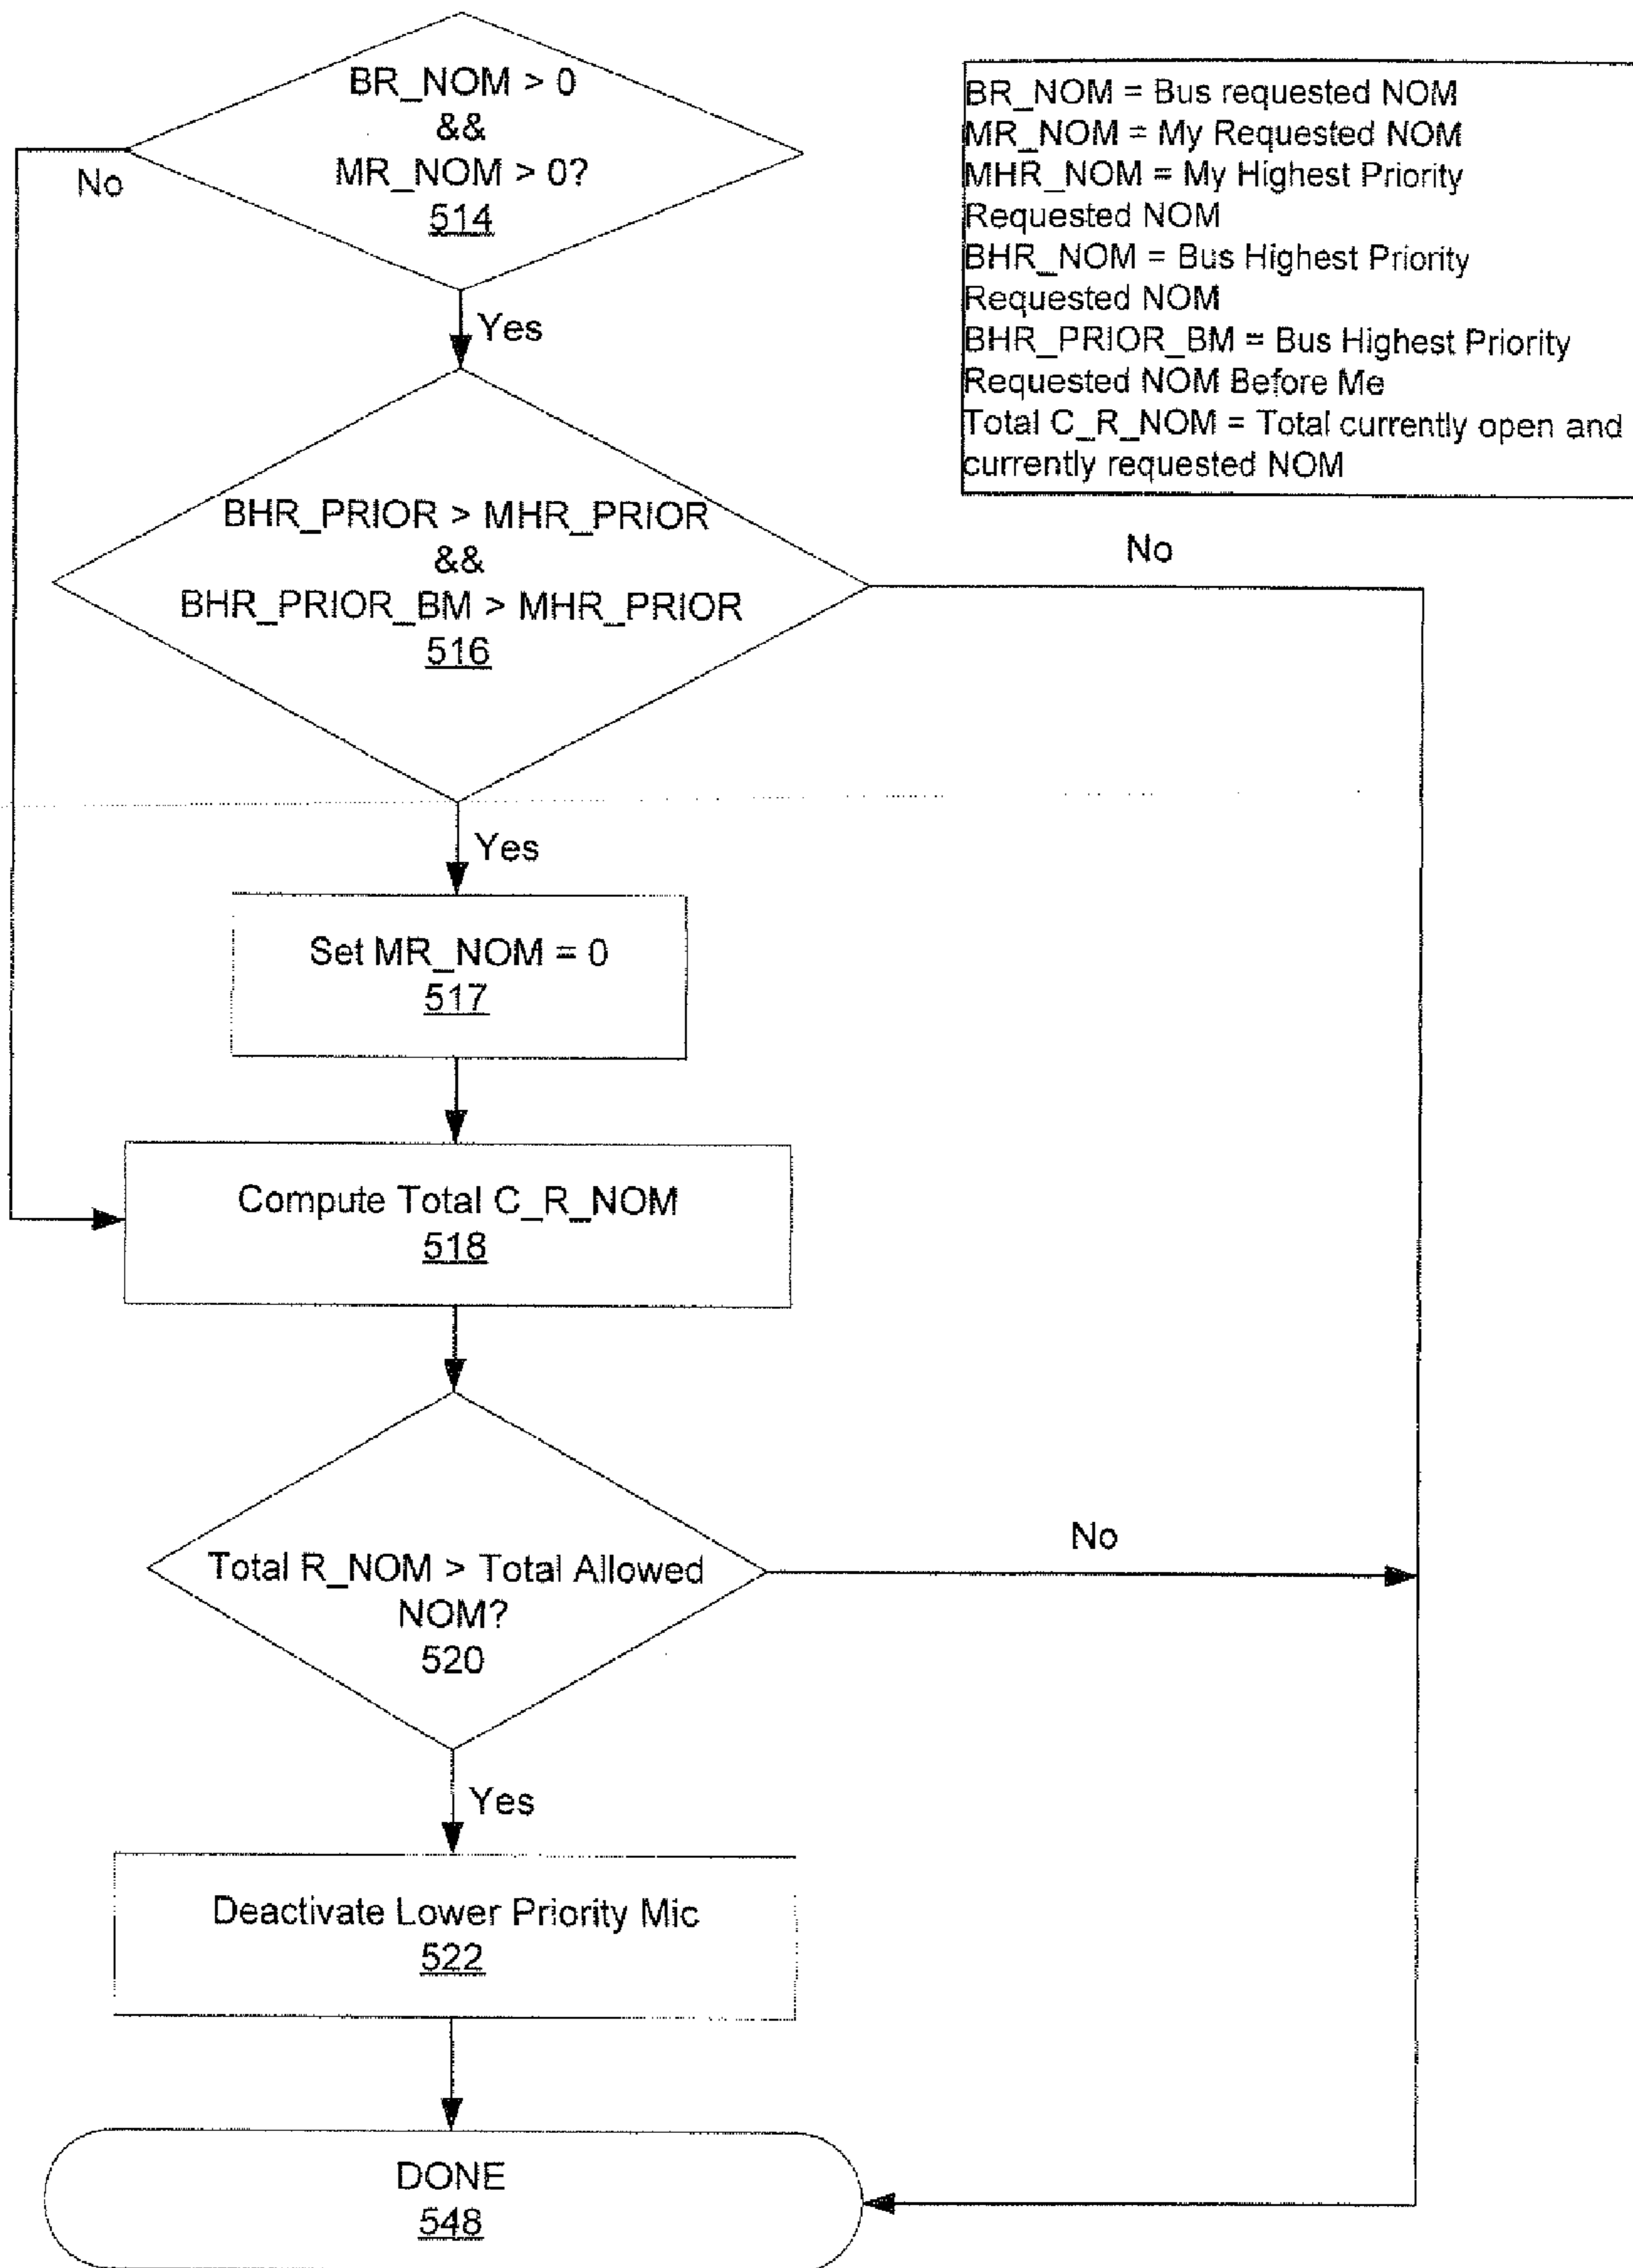 BR_NOM > 0
&&
MR_NOM > 0?
514
No
Yes
BR_NOM = Bus requested NOM
MR_NOM = My Requested NOM
MHR_NOM = My Highest Priority
Requested NOM
BHR_NOM = Bus Highest Priority
Requested NOM
BHR_PRIOR_BM = Bus Highest Priority
Requested NOM Before Me
Total C_R_NOM = Total currently open and
currently requested NOM
BHR_PRIOR > MHR_PRIOR
&&
BHR_PRIOR_BM > MHR_PRIOR
516
No
Yes
Set MR_NOM = 0
517
Compute Total C_R_NOM
518
Total R_NOM > Total Allowed
NOM?
520
No
Yes
Deactivate Lower Priority Mic
522
DONE
548